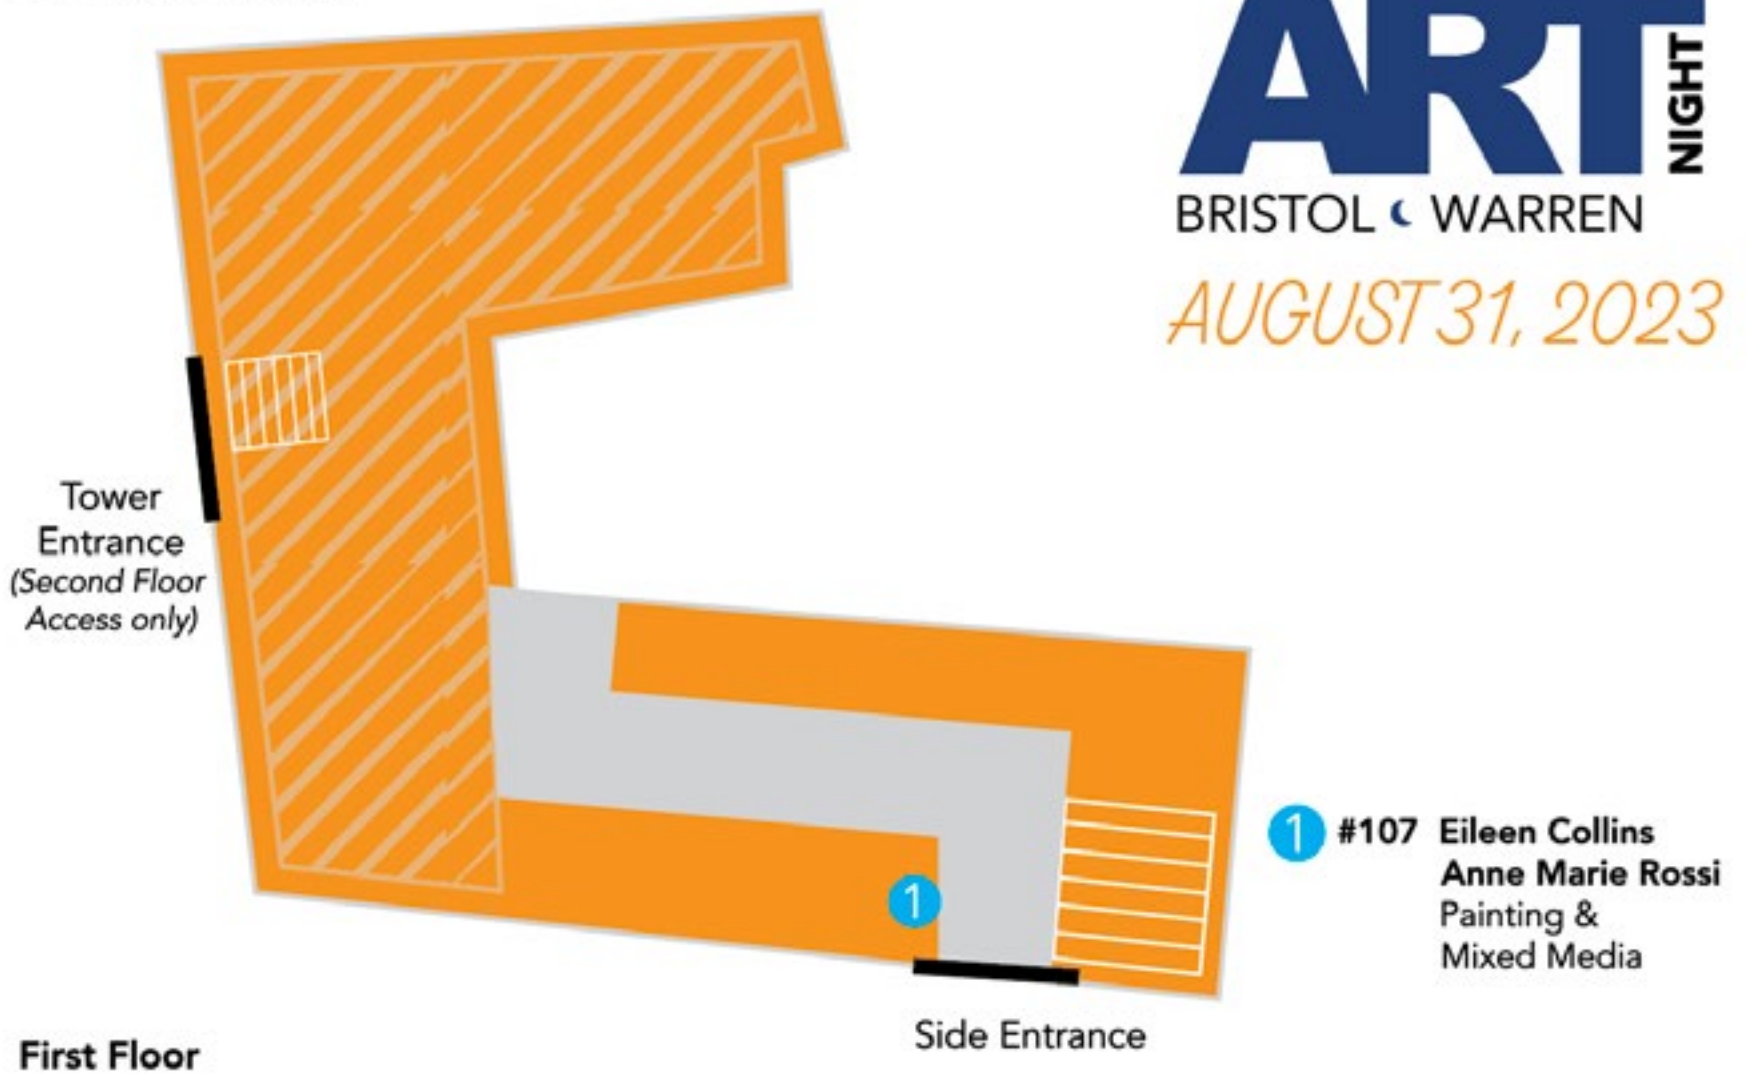 ART
NIGHT
BRISTOL WARREN
AUGUST 31, 2023
Tower
Entrance
(Second Floor
Access only)
1 #107 Eileen Collins
Anne Marie Rossi
Painting &
Mixed Media
1
Side Entrance
First Floor